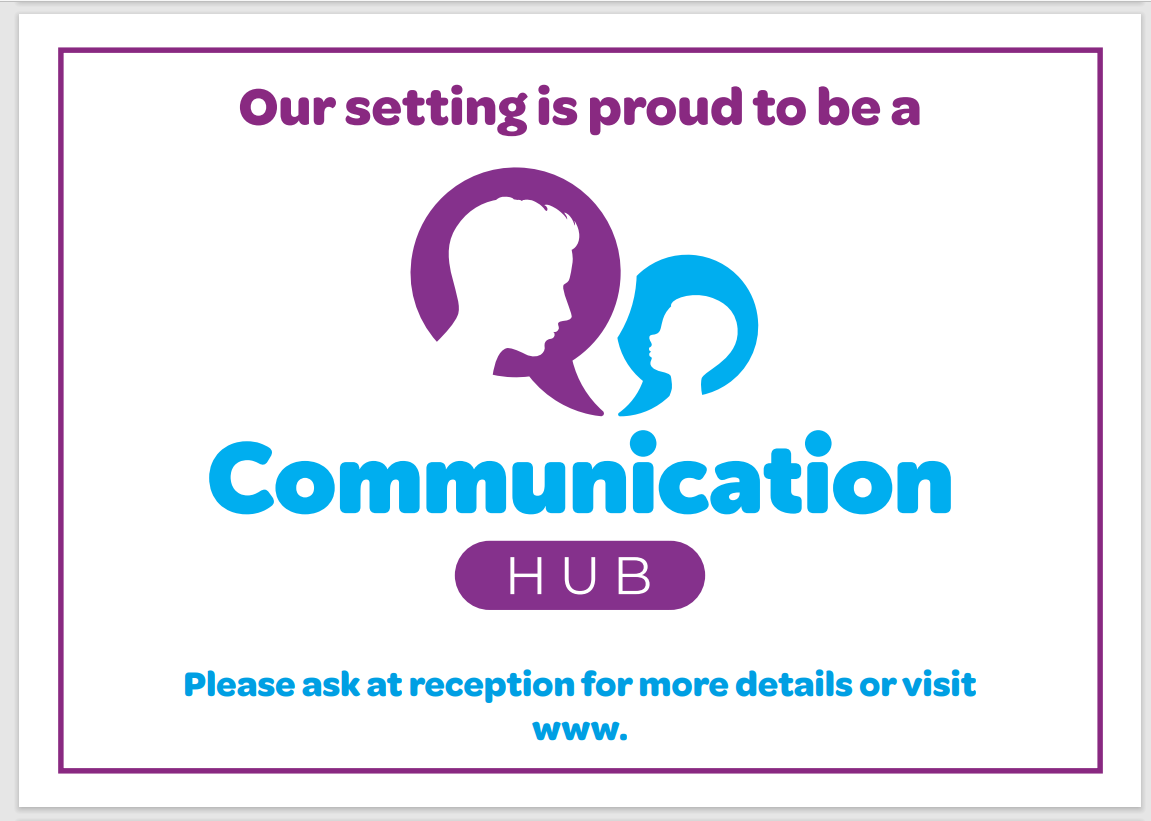 Our setting is proud to be a
Communication
HUB
Please ask at reception for more details or visit
www.